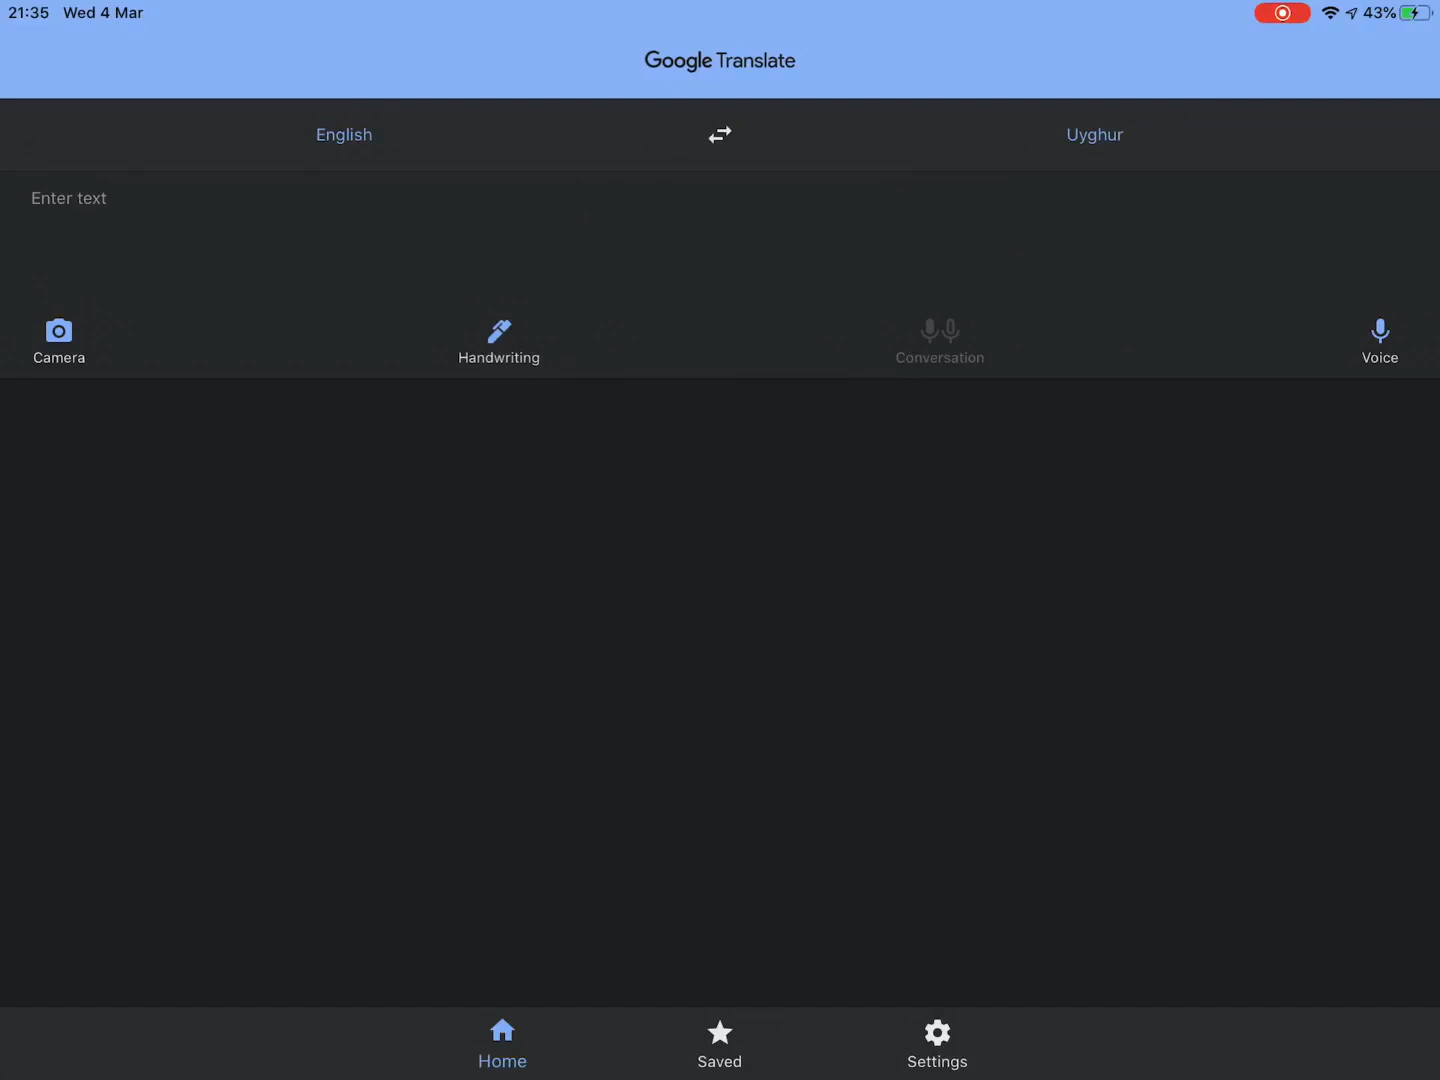 21:35 Wed 4 Mar 43%
Google Translate
English Uyghur
Enter text
Camera Handwriting Conversation Voice
Home Saved Settings